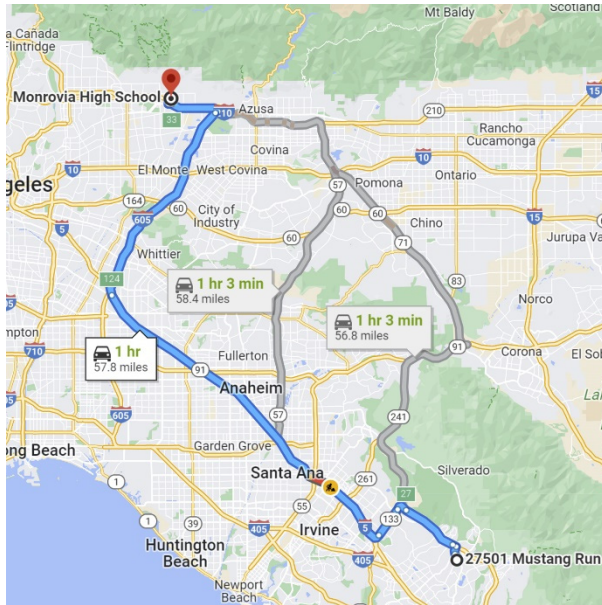 Mt Baldy
Scotland
a Cañada
Flintridge
Monrovia High School
33
210
Azusa
210
Rancho
Cucamonga
Covina
10
El Monte
West Covina
10
57
Pomona
Ontario
geles
164
60
City of
Industry
60
60
Chino
15
15
5
605
60
71
Jurupa Va
Whittier
83
124
1 hr 3 min
58.4 miles
Norco
1 hr 3 min
56.8 miles
mpton
1 hr
57.8 miles
710
91
Fullerton
91
Corona
El So
Anaheim
605
57
241
ong Beach
Garden Grove
Silverado
Santa Ana
261
27
1
22
55
133
1
39
Irvine
5
405
405
Huntington
Beach
27501 Mustang Run
Newport
Beach